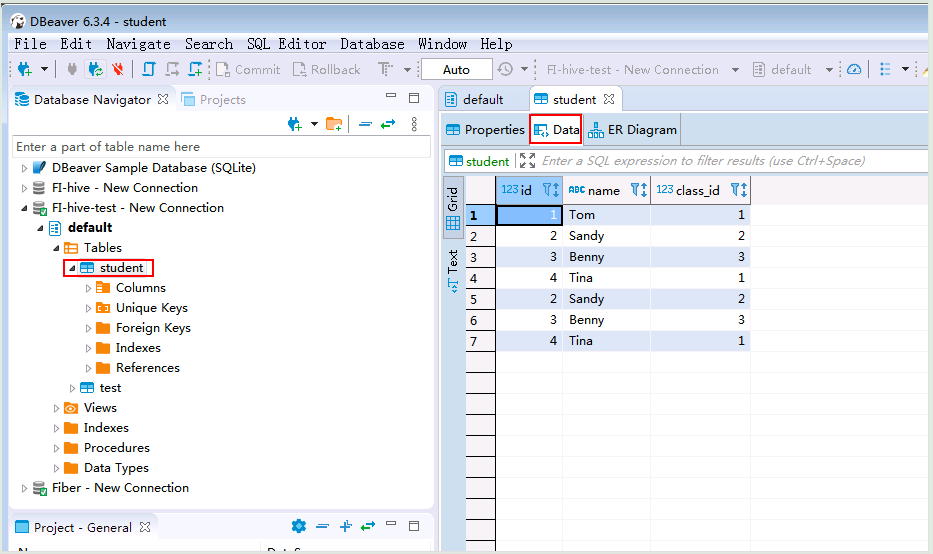 DBeaver 6.3.4 - student
File Edit Navigate Search SQL Editor Database Window Help
Commit Rollback Auto FI-hive-test - New Connection default
Database Navigator Projects
Enter a part of table name here
DBeaver Sample Database (SQLite)
FI-hive - New Connection
FI-hive-test - New Connection
default
Tables
student
Columns
Unique Keys
Foreign Keys
Indexes
References
test
Views
Indexes
Procedures
Data Types
Fiber - New Connection
Project - General
default student
Properties Data ER Diagram
student Enter a SQL expression to filter results (use Ctrl+Space)
Grid
Text
123 id ABC name 123 class_id
1 1 Tom 1
2 2 Sandy 2
3 3 Benny 3
4 4 Tina 1
5 2 Sandy 2
6 3 Benny 3
7 4 Tina 1